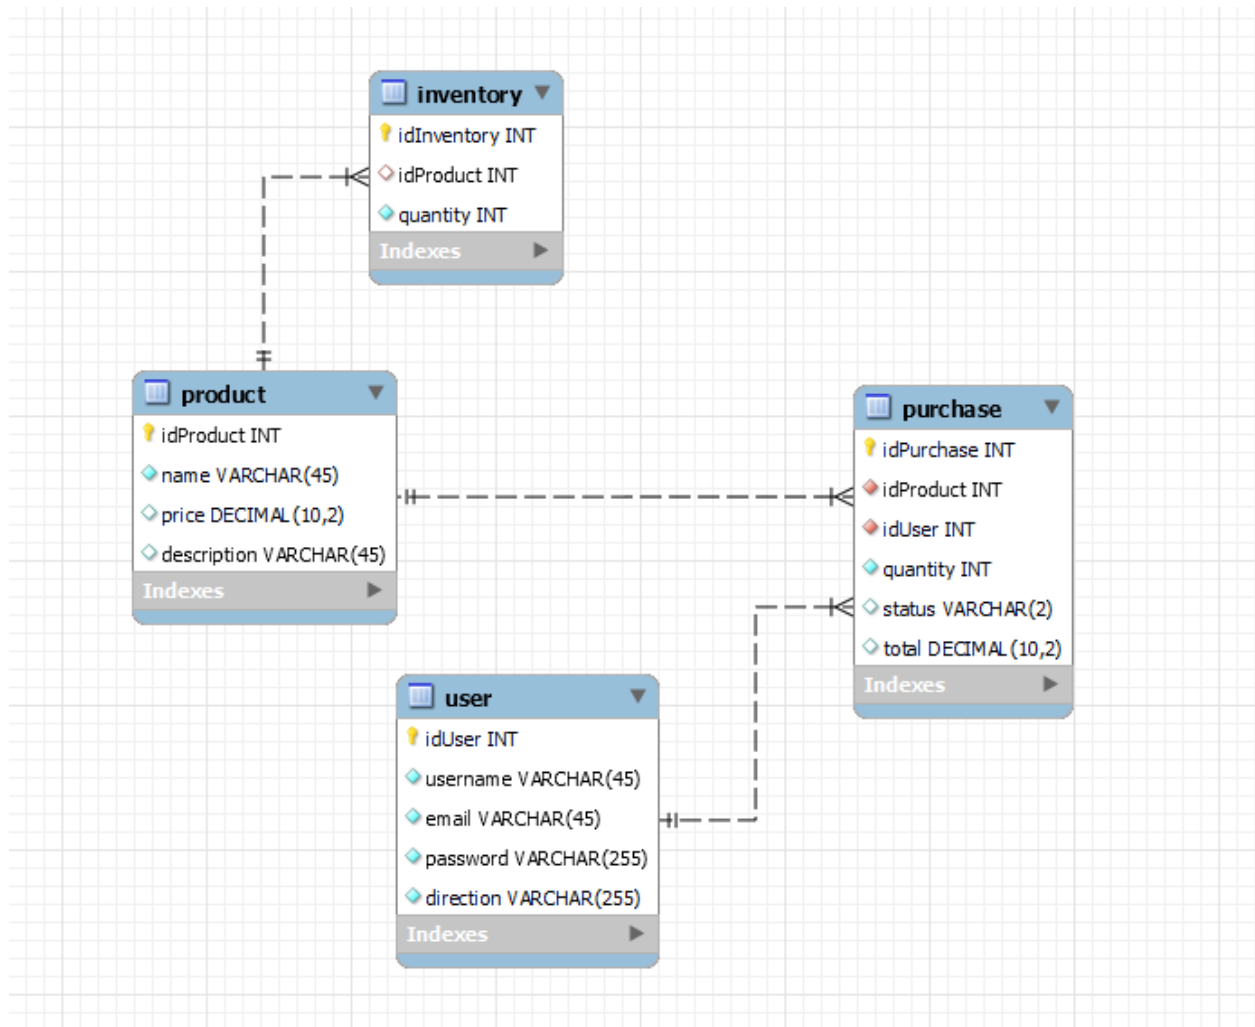 inventory
idInventory INT
idProduct INT
quantity INT
Indexes
product
idProduct INT
name VARCHAR(45)
price DECIMAL(10,2)
description VARCHAR(45)
Indexes
purchase
idPurchase INT
idProduct INT
idUser INT
quantity INT
status VARCHAR(2)
total DECIMAL(10,2)
Indexes
user
idUser INT
username VARCHAR(45)
email VARCHAR(45)
password VARCHAR(255)
direction VARCHAR(255)
Indexes